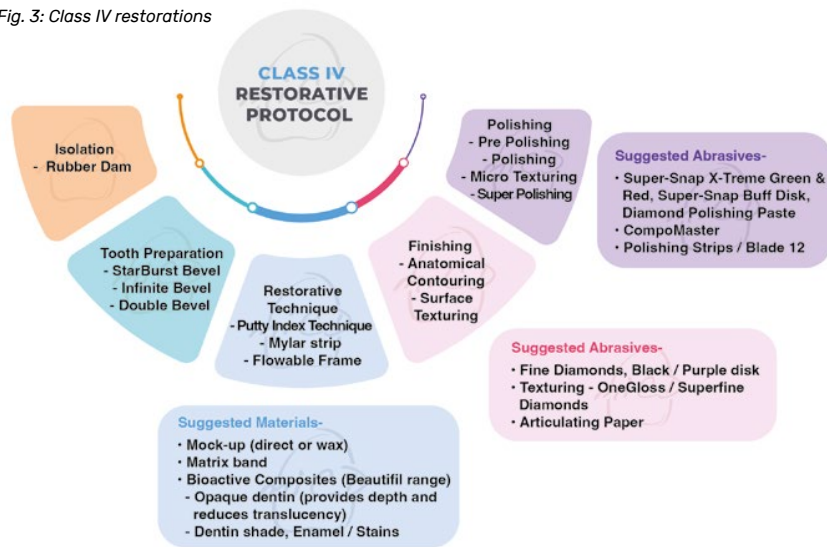 Fig. 3: Class IV restorations
CLASS IV
RESTORATIVE
PROTOCOL
Isolation
- Rubber Dam
Tooth Preparation
- StarBurst Bevel
- Infinite Bevel
- Double Bevel
Restorative
Technique
- Putty Index Technique
- Mylar strip
- Flowable Frame
Suggested Materials-
• Mock-up (direct or wax)
• Matrix band
• Bioactive Composites (Beautifil range)
- Opaque dentin (provides depth and
reduces translucency)
- Dentin shade, Enamel / Stains
Finishing
- Anatomical
Contouring
- Surface
Texturing
Suggested Abrasives-
• Fine Diamonds, Black / Purple disk
• Texturing - OneGloss / Superfine
Diamonds
• Articulating Paper
Polishing
- Pre Polishing
- Polishing
- Micro Texturing
- Super Polishing
Suggested Abrasives-
• Super-Snap X-Treme Green &
Red, Super-Snap Buff Disk,
Diamond Polishing Paste
• CompoMaster
• Polishing Strips / Blade 12